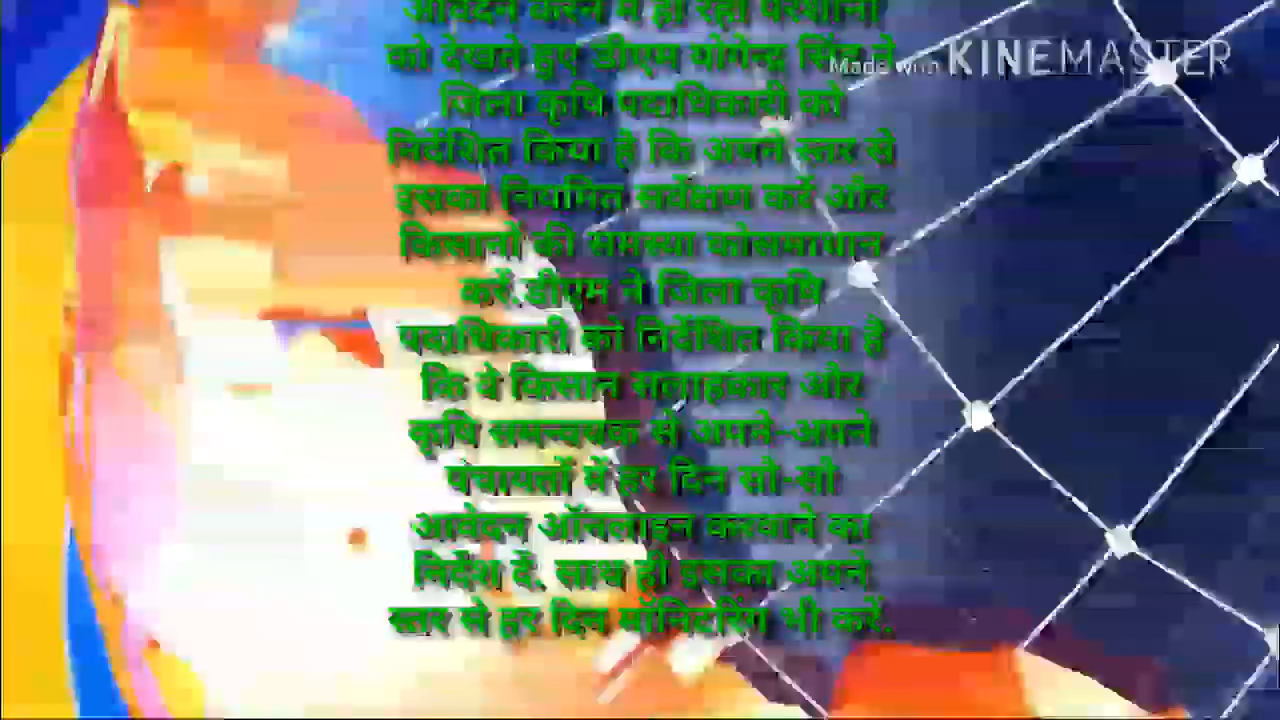 आवेदन करने में हो रही परेशानी
को देखते हुए डीएम योगेन्द्र सिंह ने
Made with KINEMASTER
जिला कृषि पदाधिकारी को
निर्देशित किया है कि अपने स्तर से
इसका नियमित सर्वेक्षण करें और
किसानों की समस्या कोसमाधान
करें.डीएम ने जिला कृषि
पदाधिकारी को निर्देशित किया है
कि वे किसान सलाहकार और
कृषि समन्वयक से अपने-अपने
पंचायतों में हर दिन सौ-सौ
आवेदन ऑनलाइन करवाने का
निर्देश दें. साथ ही इसका अपने
स्तर से हर दिन मॉनिटरिंग भी करें.